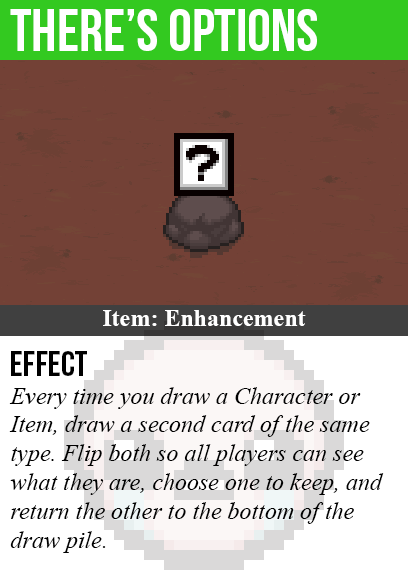 THERE'S OPTIONS
?
Item: Enhancement
EFFECT
Every time you draw a Character or
Item, draw a second card of the same
type. Flip both so all players can see
what they are, choose one to keep, and
return the other to the bottom of the
draw pile.